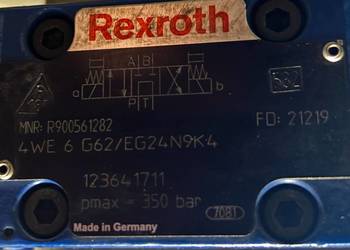 Rexroth
A B
a b
P T
MNR: R900561282
FD: 21219
4WE 6 G62/EG24N9K4
123641711
pmax = 350 bar
7081
Made in Germany